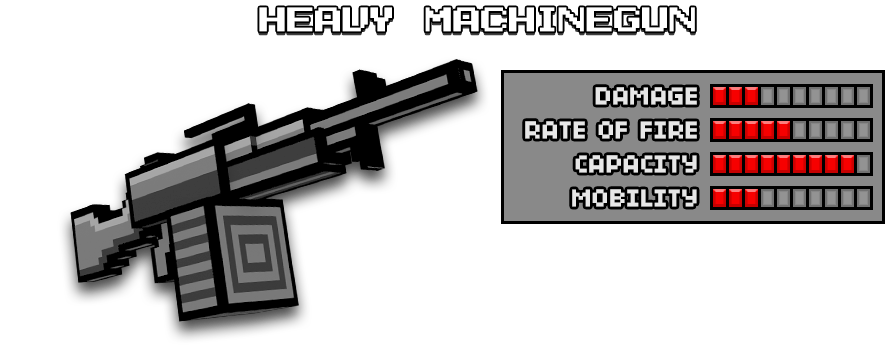 HEAVY MACHINEGUN
DAMAGE
RATE OF FIRE
CAPACITY
MOBILITY